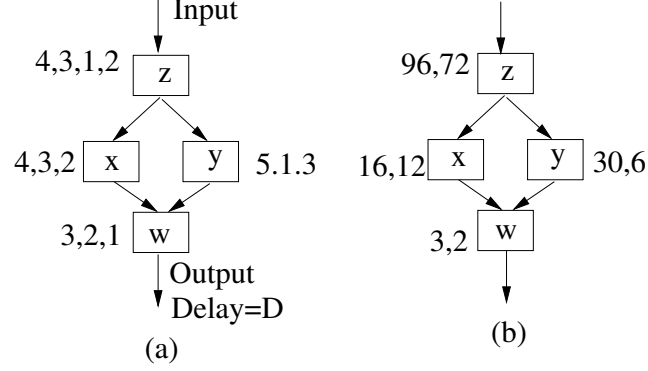 Input
4,3,1,2
z
96,72
z
4,3,2
x
y
5.1.3
16,12
x
y
30,6
3,2,1
w
3,2
w
Output
Delay=D
(a)
(b)